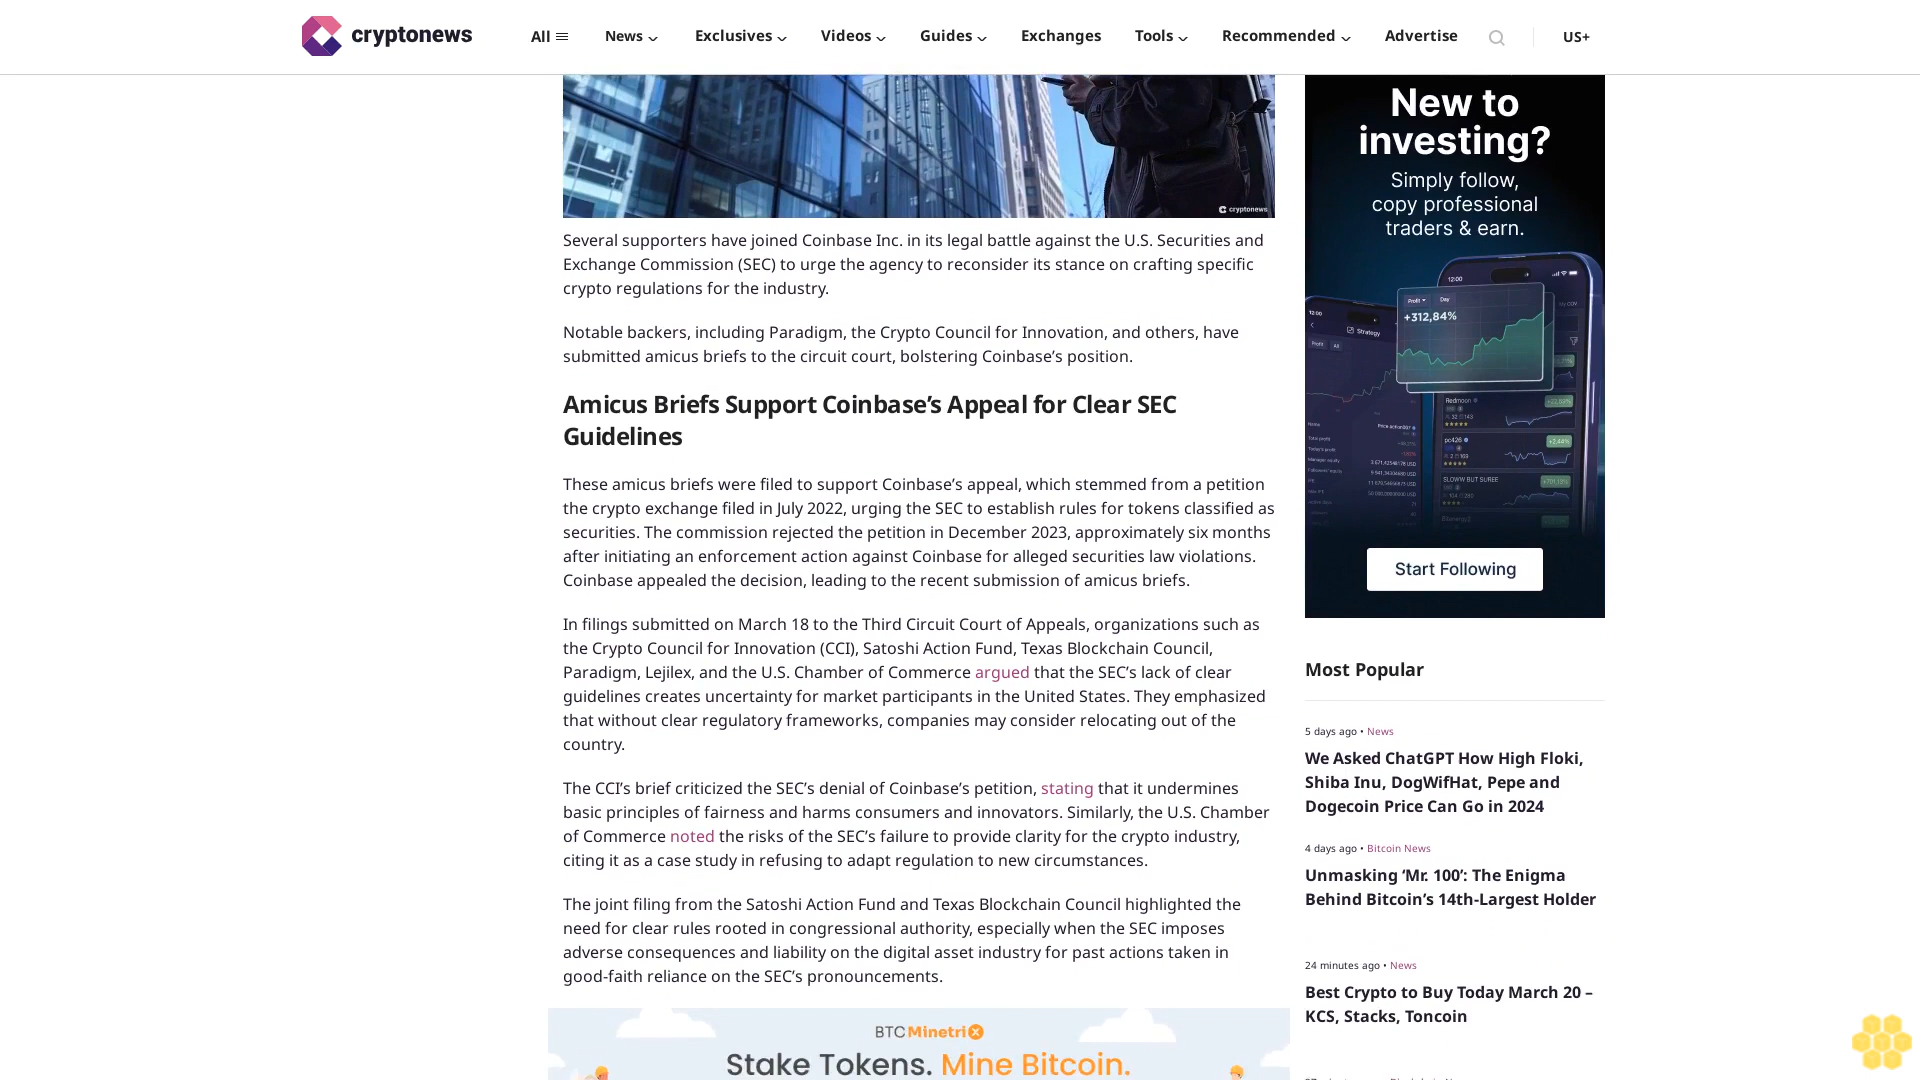 cryptonews
All
News
Exclusives
Videos
Guides
Exchanges
Tools
Recommended
Advertise
US+
cryptonews
Several supporters have joined Coinbase Inc. in its legal battle against the U.S. Securities and
Exchange Commission (SEC) to urge the agency to reconsider its stance on crafting specific
crypto regulations for the industry.
Notable backers, including Paradigm, the Crypto Council for Innovation, and others, have
submitted amicus briefs to the circuit court, bolstering Coinbase’s position.
Amicus Briefs Support Coinbase’s Appeal for Clear SEC
Guidelines
These amicus briefs were filed to support Coinbase’s appeal, which stemmed from a petition
the crypto exchange filed in July 2022, urging the SEC to establish rules for tokens classified as
securities. The commission rejected the petition in December 2023, approximately six months
after initiating an enforcement action against Coinbase for alleged securities law violations.
Coinbase appealed the decision, leading to the recent submission of amicus briefs.
In filings submitted on March 18 to the Third Circuit Court of Appeals, organizations such as
the Crypto Council for Innovation (CCI), Satoshi Action Fund, Texas Blockchain Council,
Paradigm, Lejilex, and the U.S. Chamber of Commerce argued that the SEC’s lack of clear
guidelines creates uncertainty for market participants in the United States. They emphasized
that without clear regulatory frameworks, companies may consider relocating out of the
country.
The CCI’s brief criticized the SEC’s denial of Coinbase’s petition, stating that it undermines
basic principles of fairness and harms consumers and innovators. Similarly, the U.S. Chamber
of Commerce noted the risks of the SEC’s failure to provide clarity for the crypto industry,
citing it as a case study in refusing to adapt regulation to new circumstances.
The joint filing from the Satoshi Action Fund and Texas Blockchain Council highlighted the
need for clear rules rooted in congressional authority, especially when the SEC imposes
adverse consequences and liability on the digital asset industry for past actions taken in
good-faith reliance on the SEC’s pronouncements.
BTC Minetrix
Stake Tokens. Mine Bitcoin.
New to
investing?
Simply follow,
copy professional
traders & earn.
12:00
Profit Day
+312,84%
12:00
Strategy
Profit All
Redmoon
pc426
+2,44%
SLOWW BUT SUREE
Start Following
Most Popular
5 days ago • News
We Asked ChatGPT How High Floki,
Shiba Inu, DogWifHat, Pepe and
Dogecoin Price Can Go in 2024
4 days ago • Bitcoin News
Unmasking ‘Mr. 100’: The Enigma
Behind Bitcoin’s 14th-Largest Holder
24 minutes ago • News
Best Crypto to Buy Today March 20 –
KCS, Stacks, Toncoin